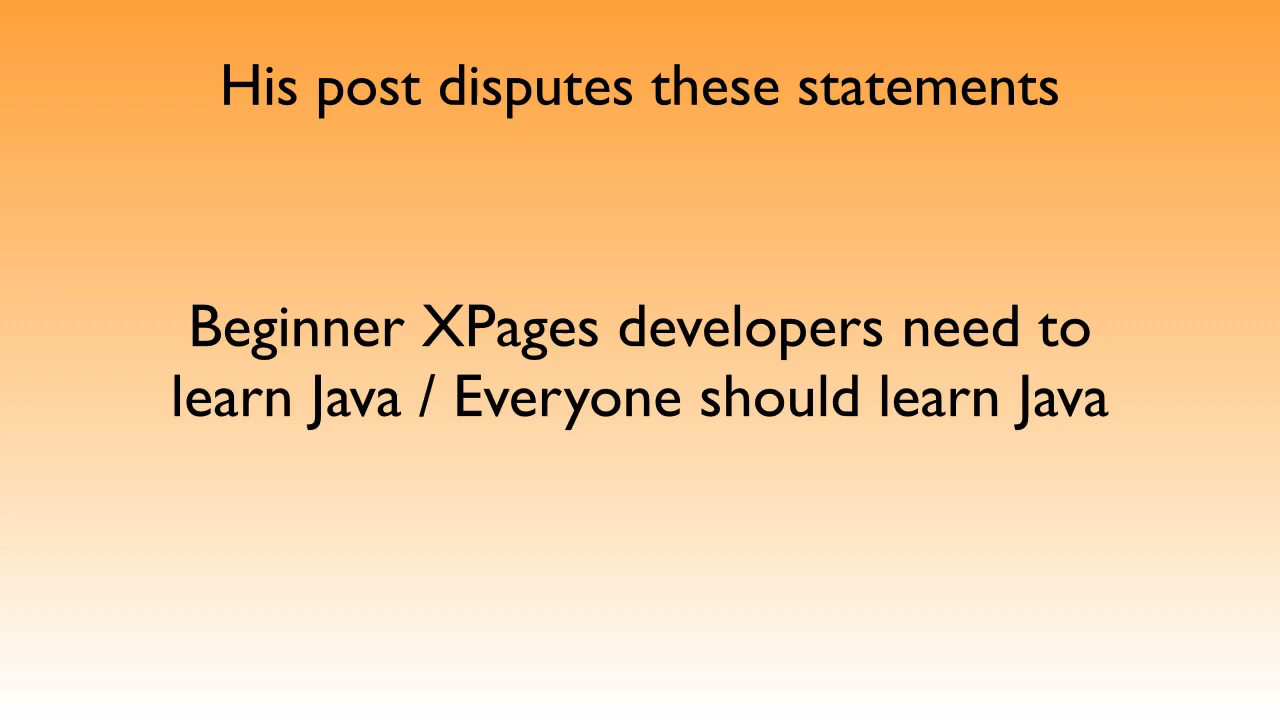 His post disputes these statements
Beginner XPages developers need to
learn Java / Everyone should learn Java